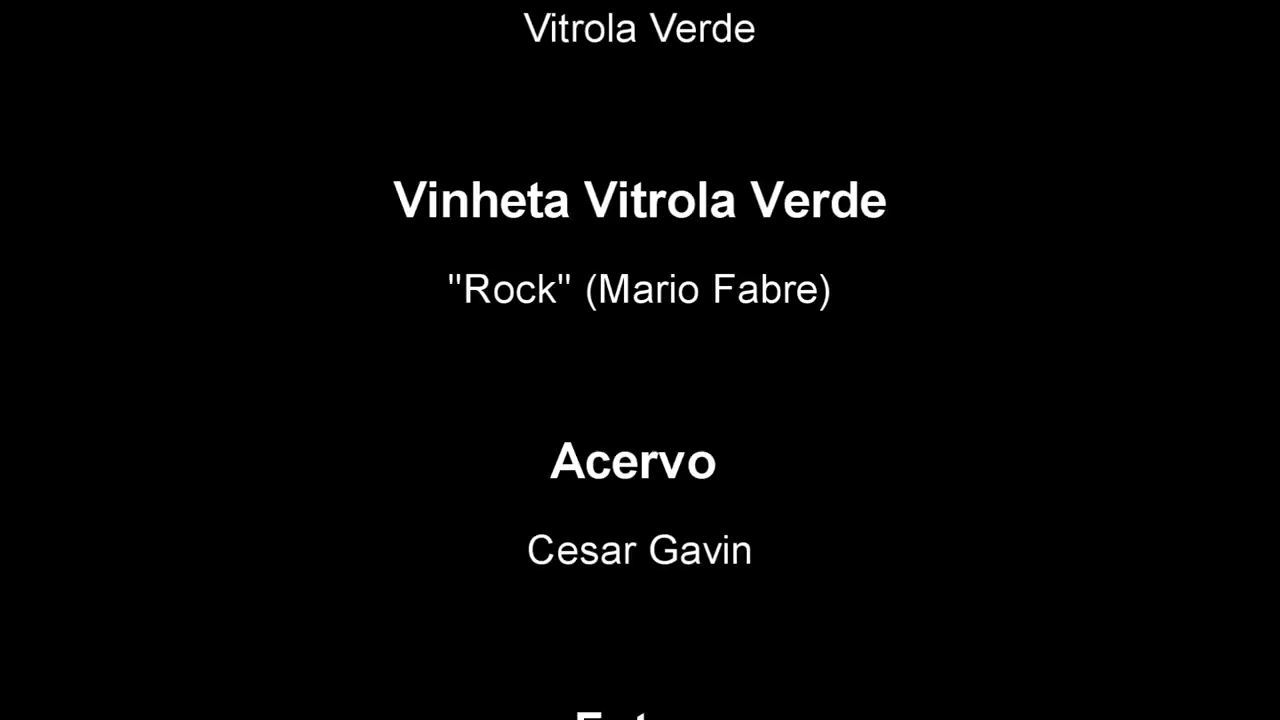 Vitrola Verde
Vinheta Vitrola Verde
"Rock" (Mario Fabre)
Acervo
Cesar Gavin